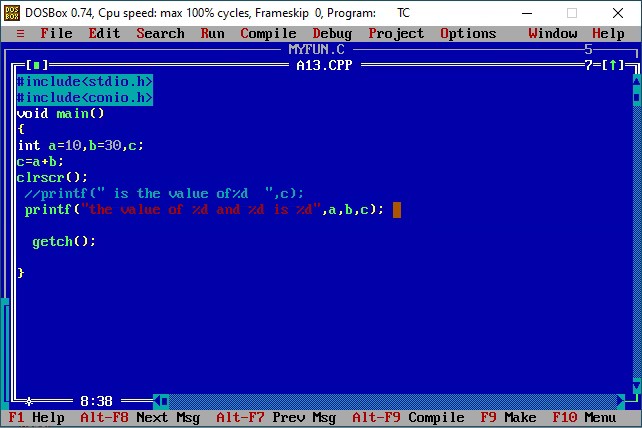 DOSBox 0.74, Cpu speed: max 100% cycles, Frameskip 0, Program: TC
≡ File Edit Search Run Compile Debug Project Options Window Help
MYFUN.C 5
[■] A13.CPP 7=[↑]
#include<stdio.h>
#include<conio.h>
void main()
{
int a=10,b=30,c;
c=a+b;
clrscr();
//printf(" is the value of%d  ",c);
printf("the value of %d and %d is %d",a,b,c);
getch();
}
* 8:38
F1 Help Alt-F8 Next Msg Alt-F7 Prev Msg Alt-F9 Compile F9 Make F10 Menu